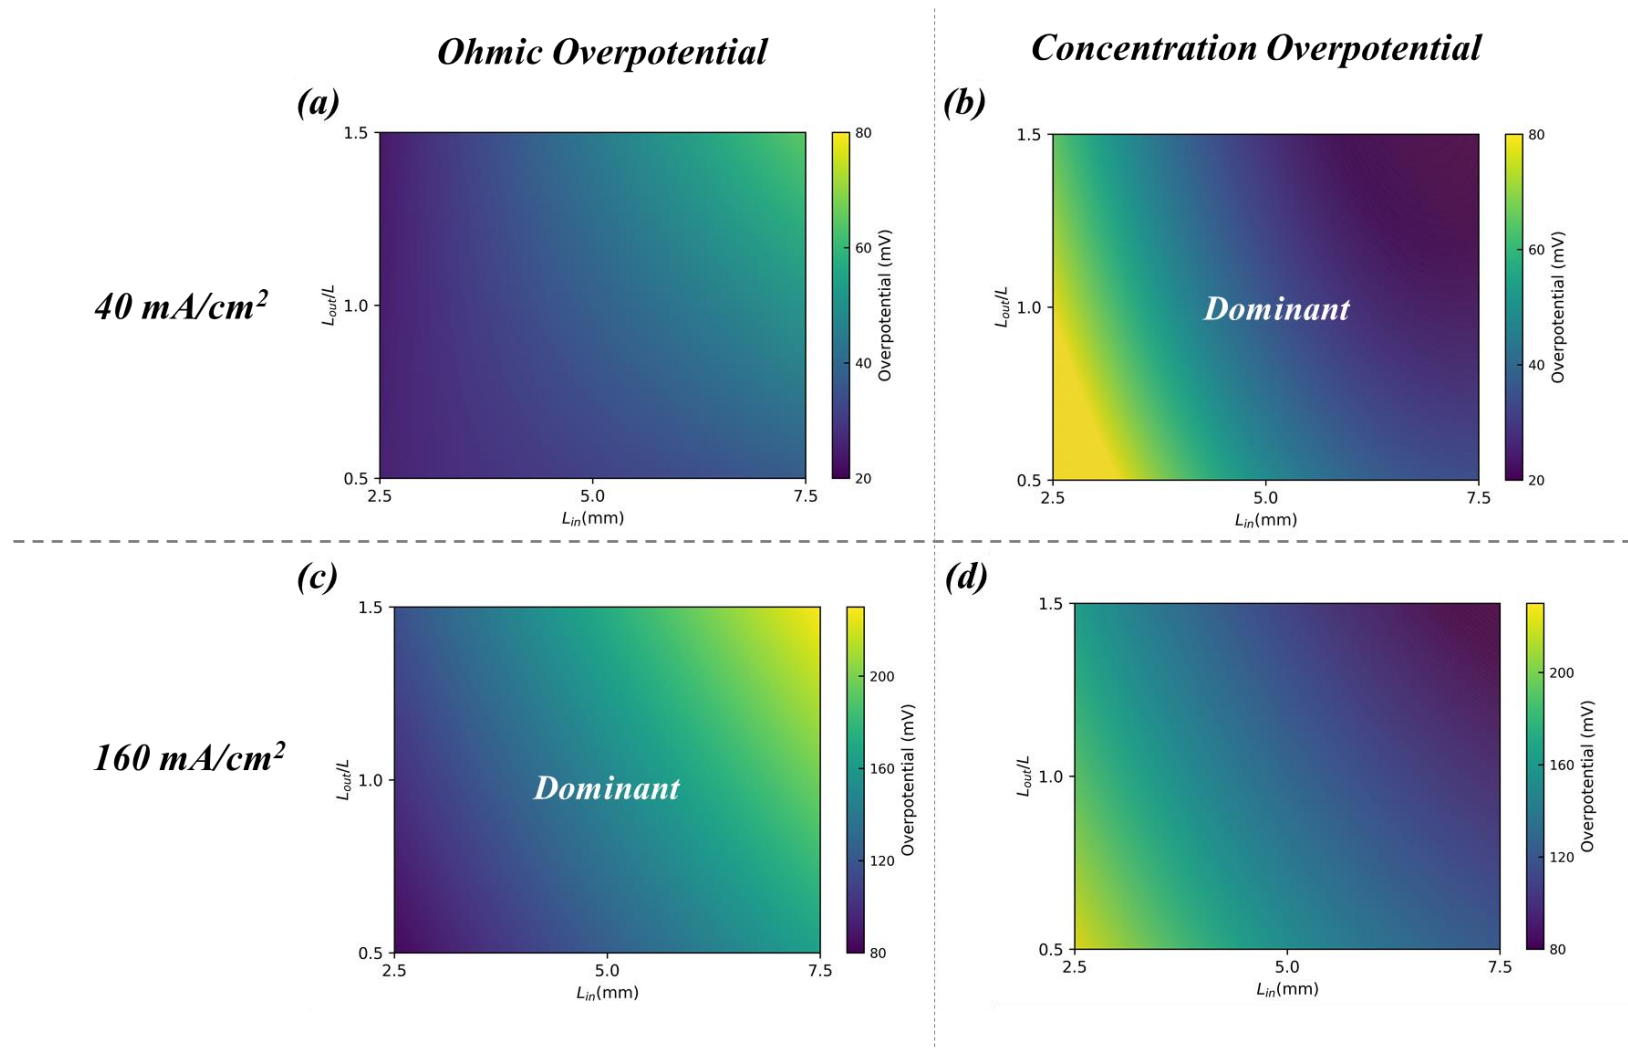 Ohmic Overpotential
Concentration Overpotential
40 mA/cm²
160 mA/cm²
(a)
1.5
1.0
0.5
L_out/L
2.5 5.0 7.5
L_in(mm)
80
60
40
20
Overpotential (mV)
(b)
1.5
1.0
0.5
L_out/L
Dominant
2.5 5.0 7.5
L_in(mm)
80
60
40
20
Overpotential (mV)
(c)
1.5
1.0
0.5
L_out/L
Dominant
2.5 5.0 7.5
L_in(mm)
200
160
120
80
Overpotential (mV)
(d)
1.5
1.0
0.5
L_out/L
2.5 5.0 7.5
L_in(mm)
200
160
120
80
Overpotential (mV)